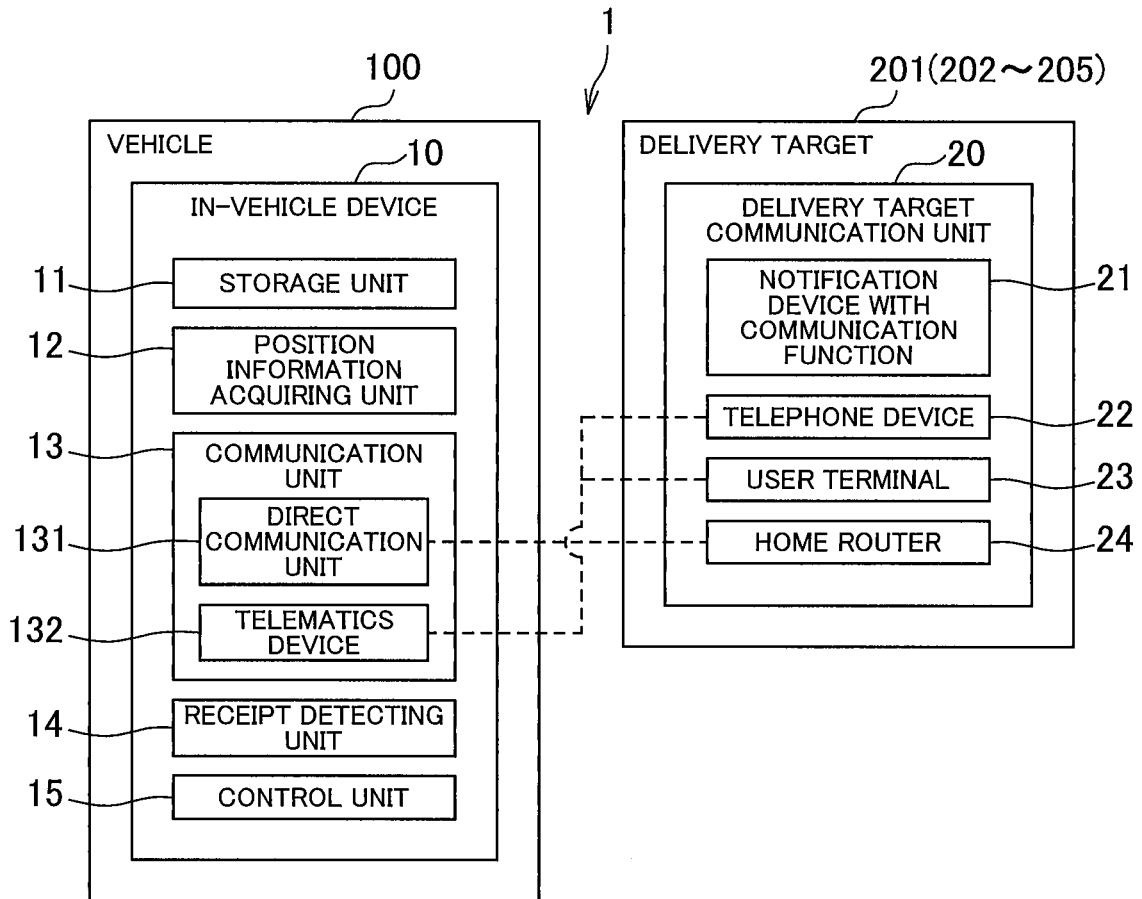 1
100
201(202〜205)
VEHICLE
DELIVERY TARGET
10
20
IN-VEHICLE DEVICE
DELIVERY TARGET
COMMUNICATION UNIT
11
STORAGE UNIT
21
NOTIFICATION
DEVICE WITH
COMMUNICATION
FUNCTION
12
POSITION
INFORMATION
ACQUIRING UNIT
TELEPHONE DEVICE
22
13
COMMUNICATION
UNIT
USER TERMINAL
23
131
DIRECT
COMMUNICATION
UNIT
HOME ROUTER
24
132
TELEMATICS
DEVICE
14
RECEIPT DETECTING
UNIT
15
CONTROL UNIT